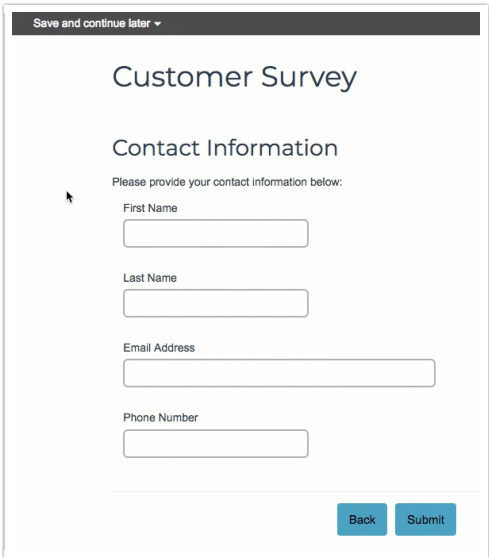 Save and continue later
Customer Survey
Contact Information
Please provide your contact information below:
First Name
Last Name
Email Address
Phone Number
Back Submit